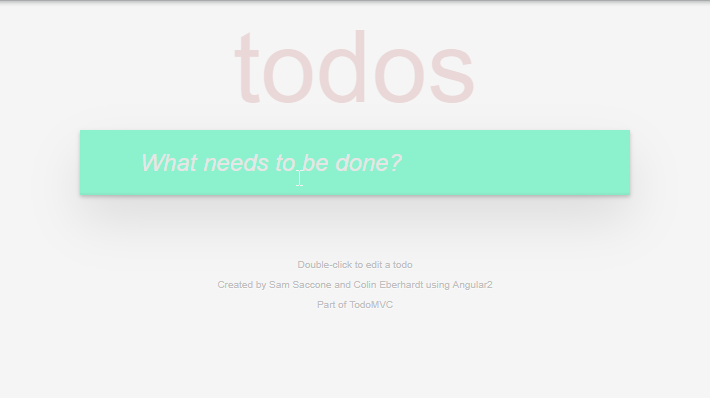 todos
What needs to be done?
Double-click to edit a todo
Created by Sam Saccone and Colin Eberhardt using Angular2
Part of TodoMVC